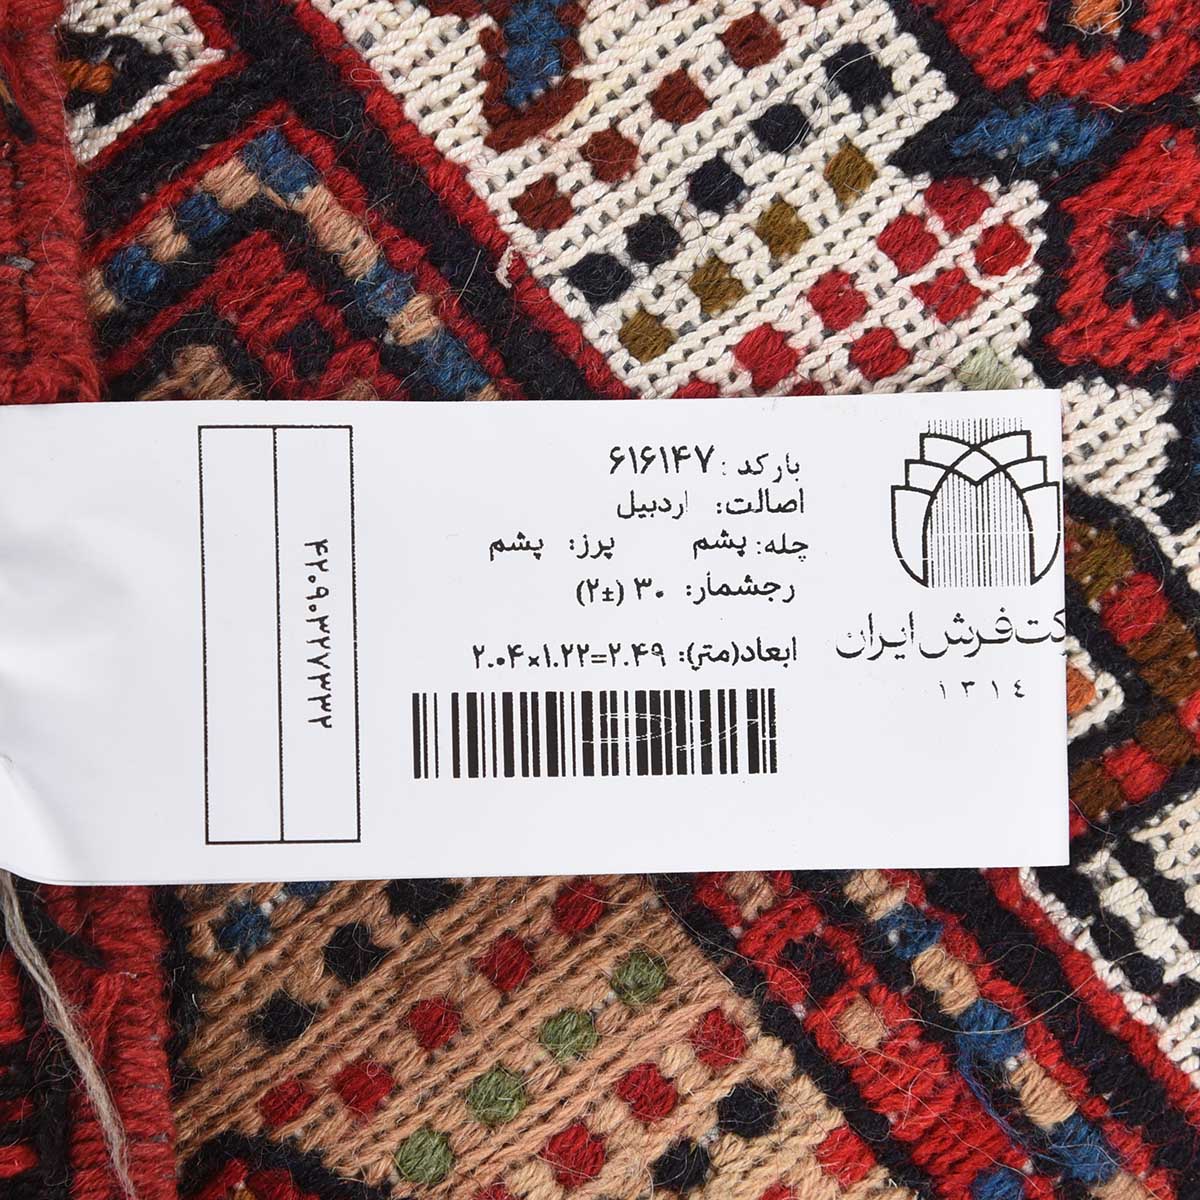 بارکد: ۶۱۶۱۴۷
اصالت: اردبیل
چله: پشم پرز: پشم
رجشمار: ۳۰ (±۲)
ابعاد(متر): ۲.۰۴×۱.۲۲=۲.۴۹
فرش ایران
۱۳۱٤